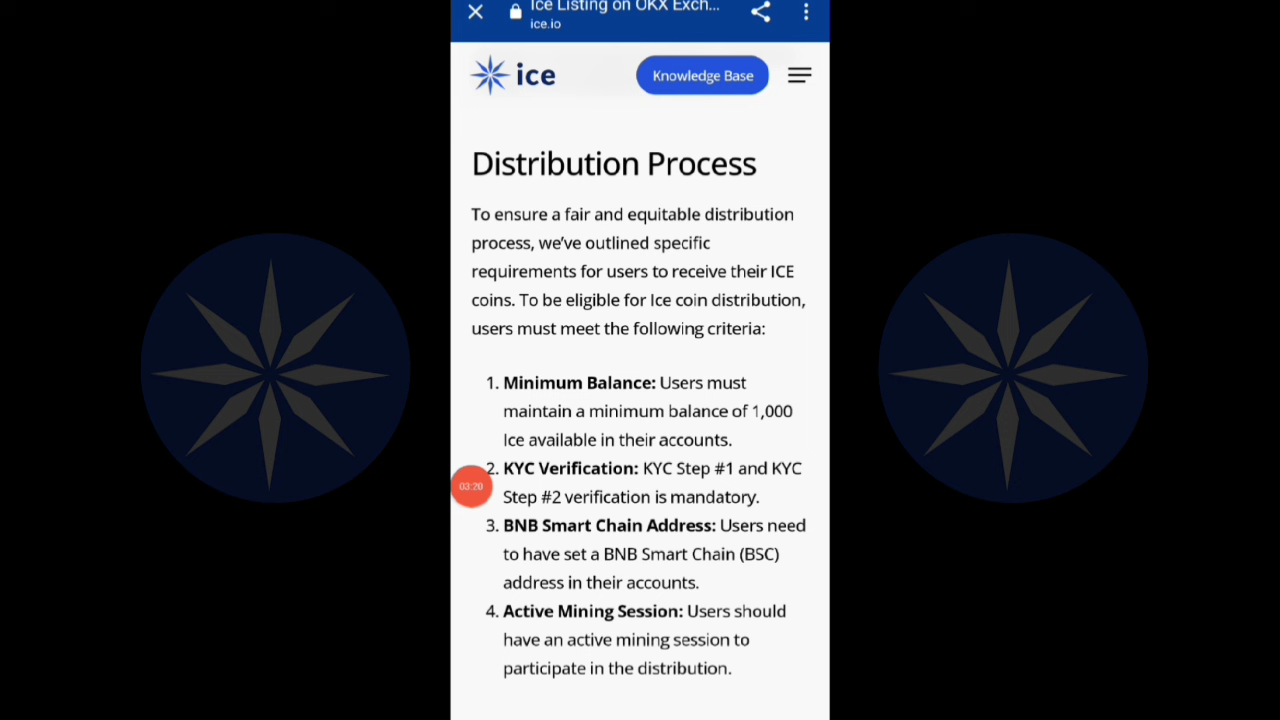 Ice Listing on OKX Exch...
ice.io
ice
Knowledge Base
Distribution Process
To ensure a fair and equitable distribution
process, we've outlined specific
requirements for users to receive their ICE
coins. To be eligible for Ice coin distribution,
users must meet the following criteria:
1. Minimum Balance: Users must
maintain a minimum balance of 1,000
Ice available in their accounts.
2. KYC Verification: KYC Step #1 and KYC
Step #2 verification is mandatory.
03:20
3. BNB Smart Chain Address: Users need
to have set a BNB Smart Chain (BSC)
address in their accounts.
4. Active Mining Session: Users should
have an active mining session to
participate in the distribution.